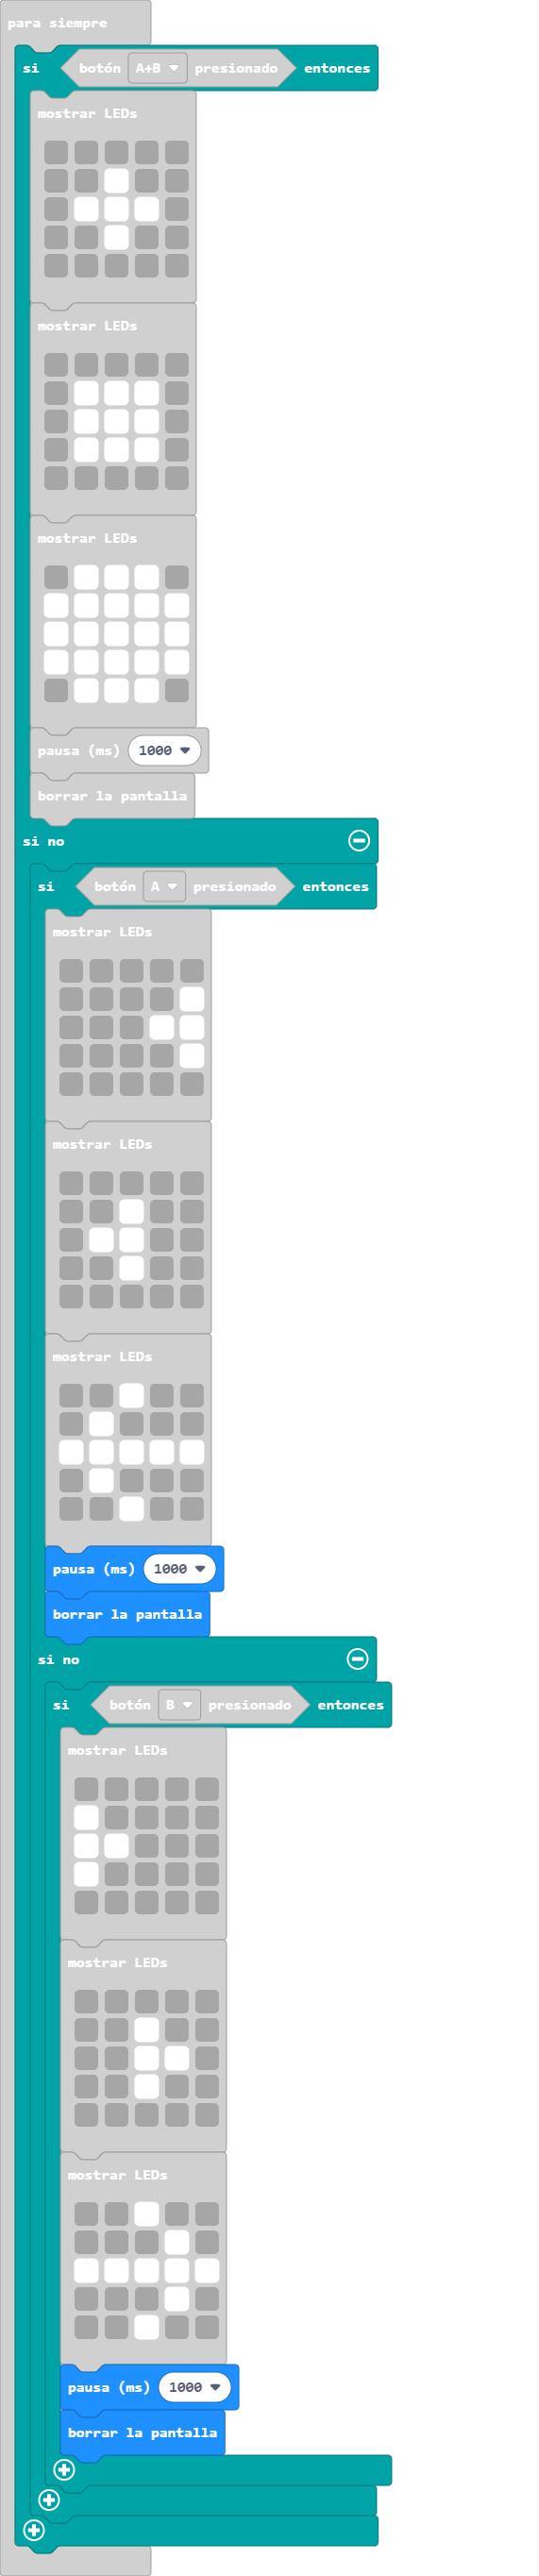 para siempre
si botón A+B presionado entonces
mostrar LEDs
mostrar LEDs
mostrar LEDs
pausa (ms) 1000
borrar la pantalla
si no
si botón A presionado entonces
mostrar LEDs
mostrar LEDs
mostrar LEDs
pausa (ms) 1000
borrar la pantalla
si no
si botón B presionado entonces
mostrar LEDs
mostrar LEDs
mostrar LEDs
pausa (ms) 1000
borrar la pantalla